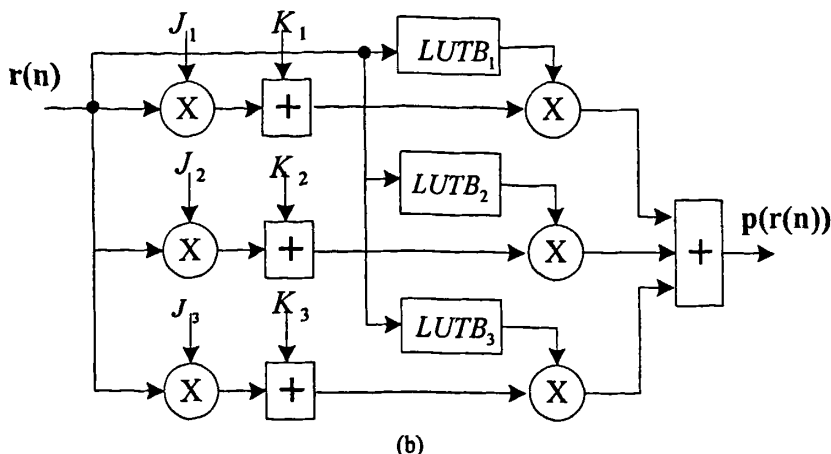 J₁ K₁
LUTB₁
r(n)
X + X
J₂ K₂
LUTB₂
p(r(n))
X + X +
J₃ K₃
LUTB₃
X + X
(b)